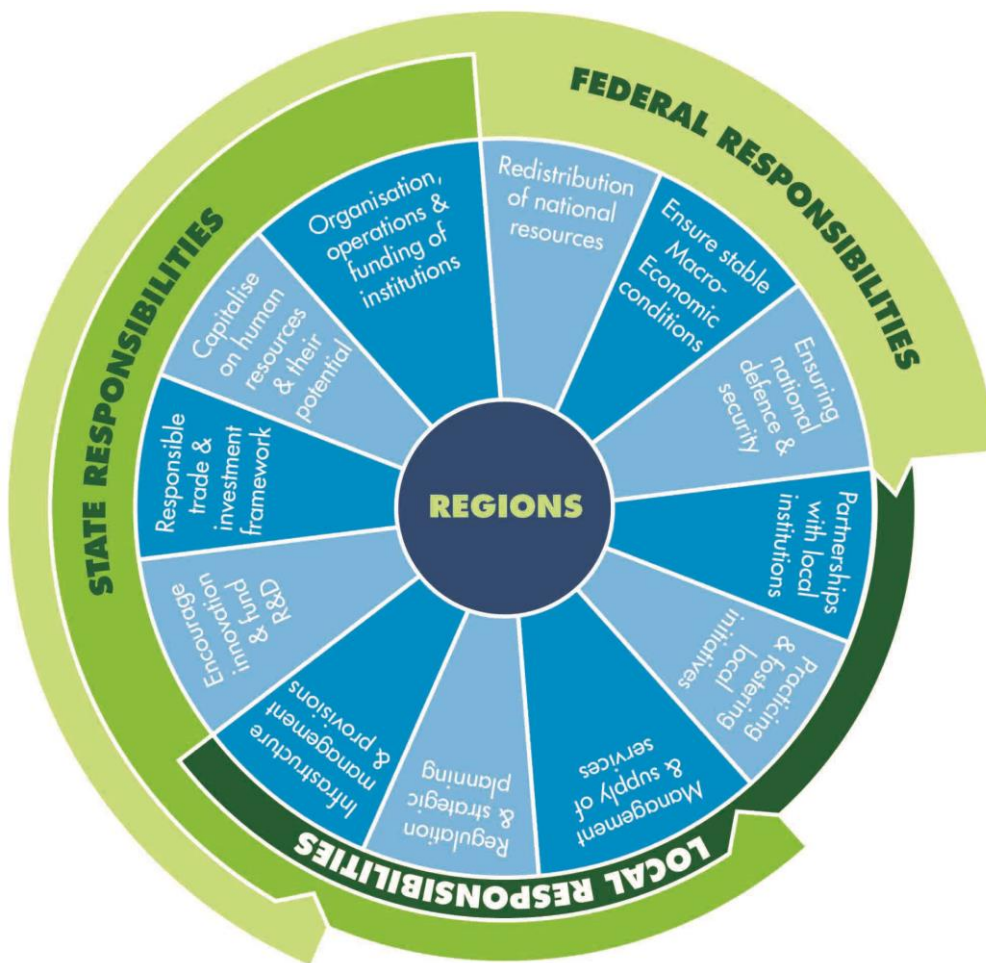 FEDERAL RESPONSIBILITIES
STATE RESPONSIBILITIES
LOCAL RESPONSIBILITIES
REGIONS
Redistribution
of national
resources
Ensure stable
Macro-
Economic
conditions
Ensuring
national
defence &
security
Partnerships
with local
institutions
Practicing
& fostering
local
initiatives
Management
& supply of
services
Regulation
& strategic
planning
Infrastructure
management
& provisions
Encourage
innovation
& fund
R&D
Responsible
trade &
investment
framework
Capitalise
on human
resources
& their
potential
Organisation,
operations &
funding of
institutions